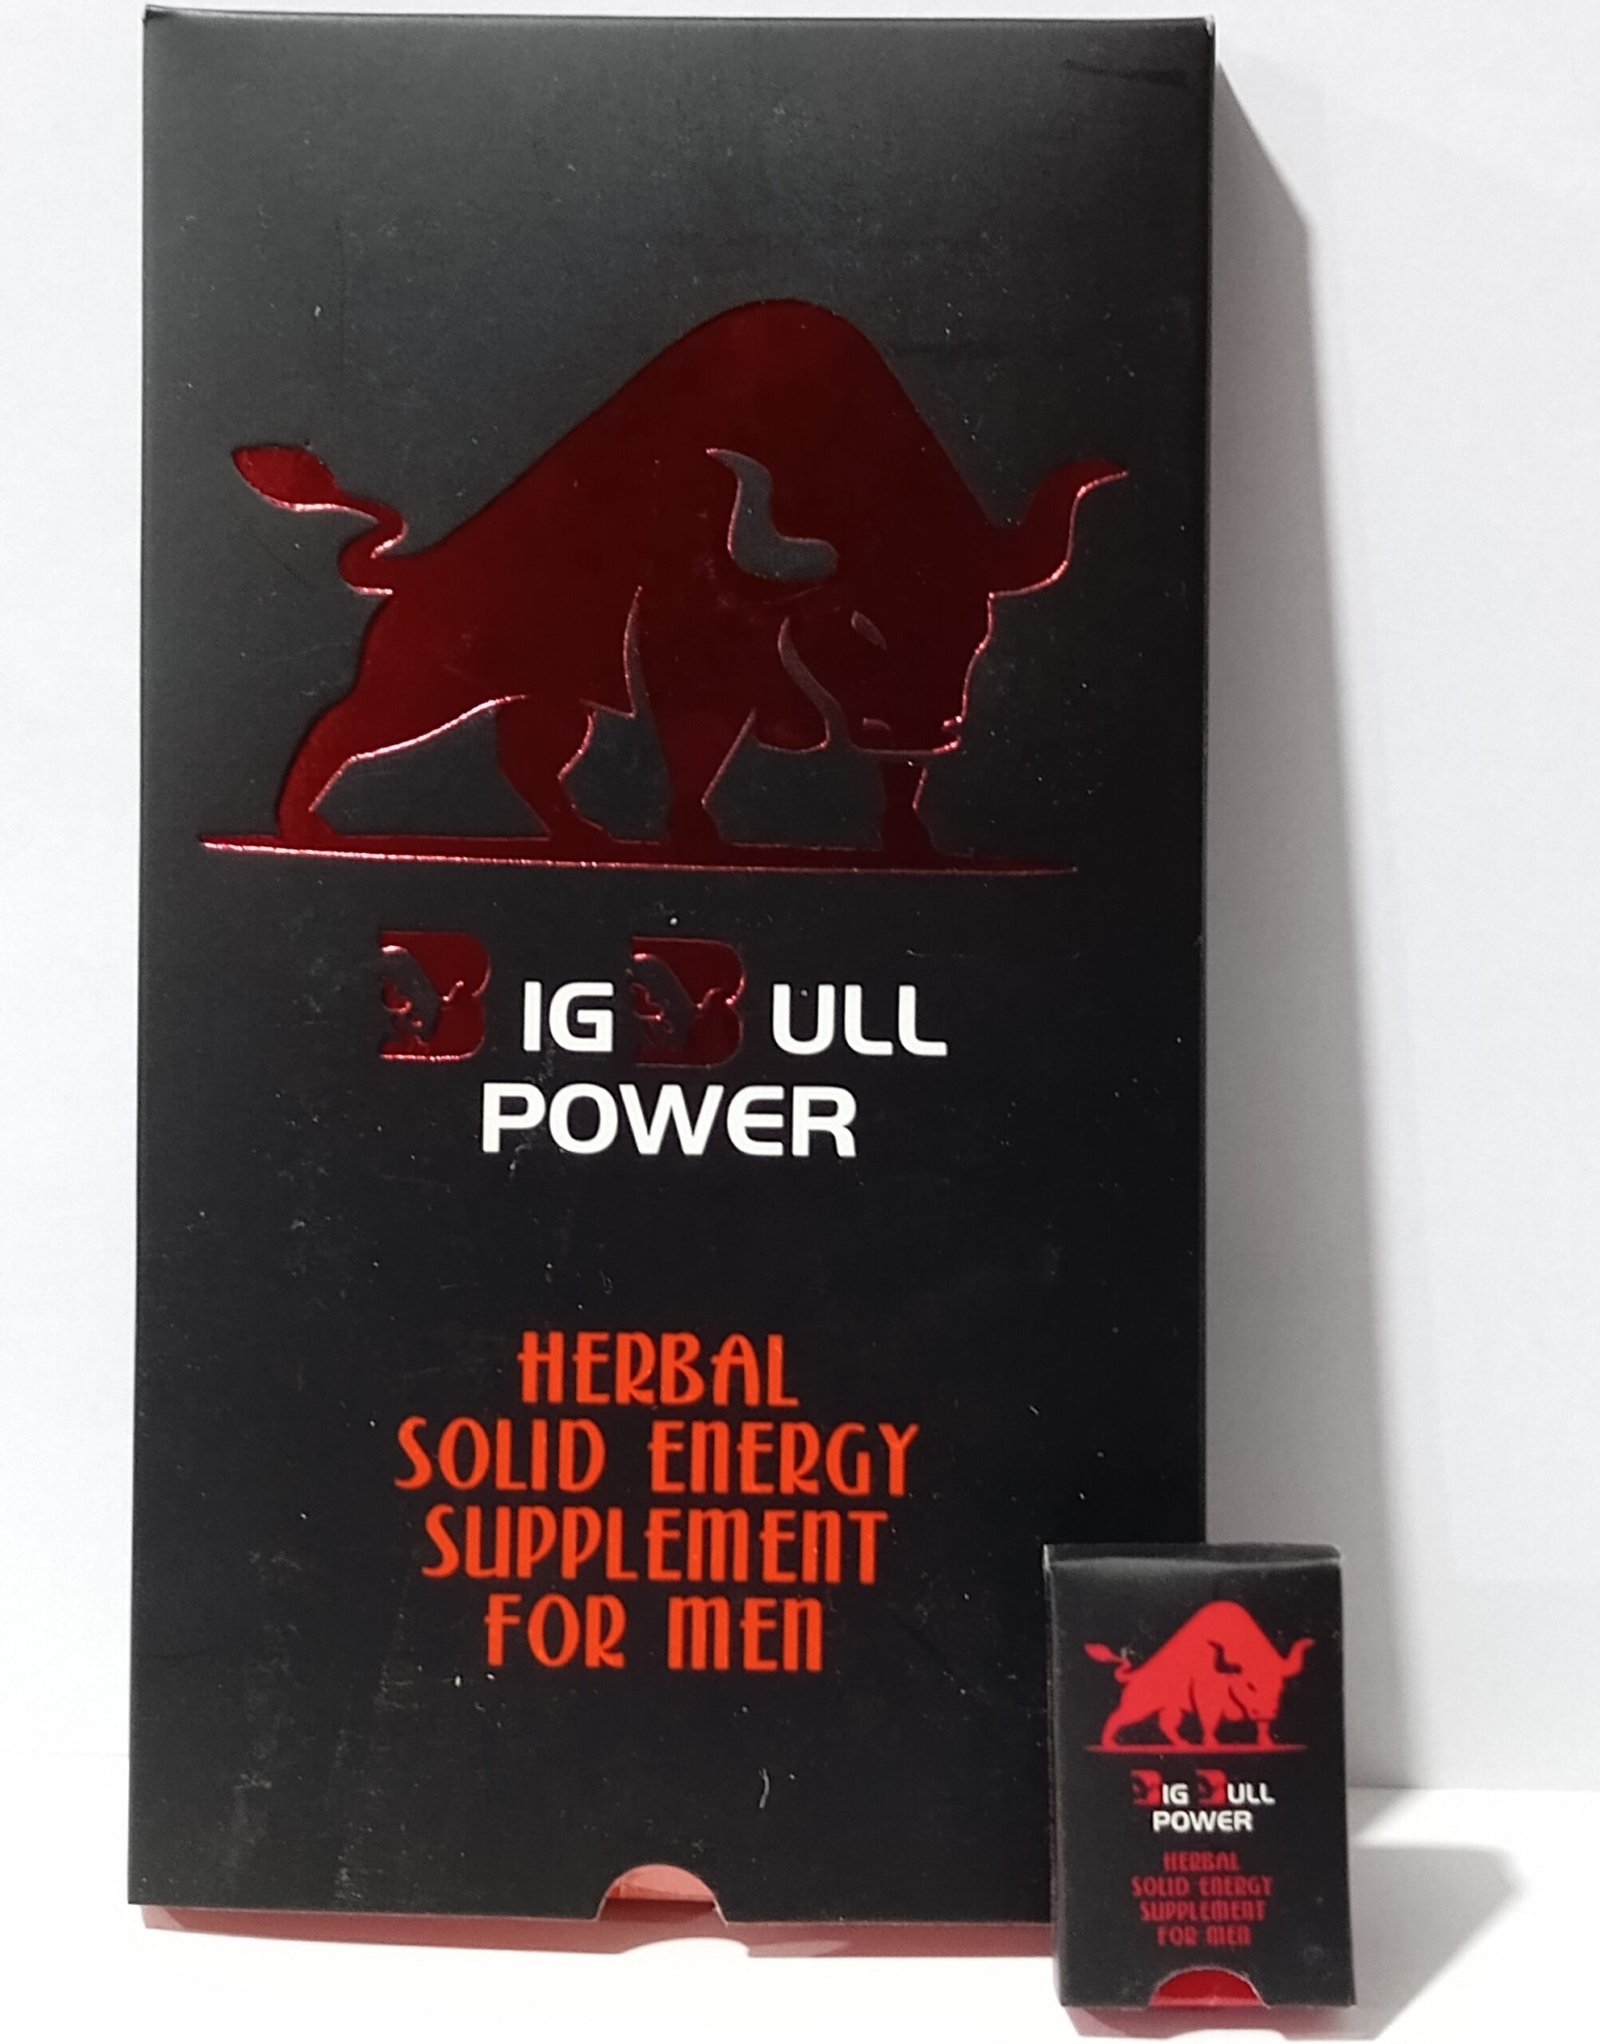 BIG BULL
POWER
HERBAL
SOLID ENERGY
SUPPLEMENT
FOR MEN
BIG BULL
POWER
HERBAL
SOLID ENERGY
SUPPLEMENT
FOR MEN